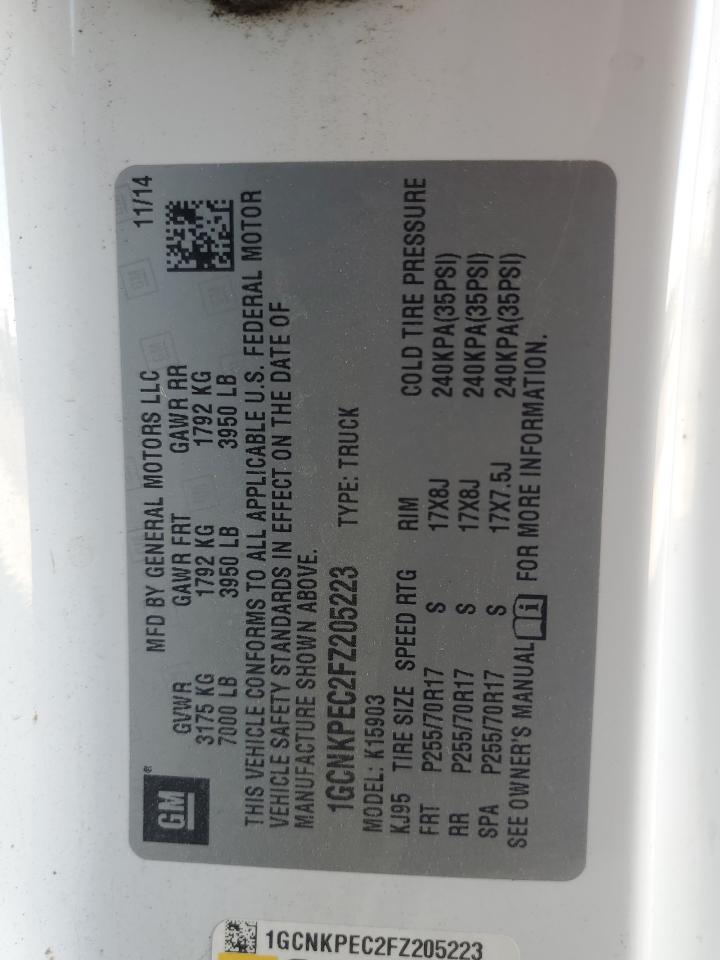 GM®
MFD BY GENERAL MOTORS LLC 11/14
GVWR GAWR FRT GAWR RR
3175 KG 1792 KG 1792 KG
7000 LB 3950 LB 3950 LB
THIS VEHICLE CONFORMS TO ALL APPLICABLE U.S. FEDERAL MOTOR
VEHICLE SAFETY STANDARDS IN EFFECT ON THE DATE OF
MANUFACTURE SHOWN ABOVE.
1GCNKPEC2FZ205223 TYPE: TRUCK
MODEL: K15903
KJ95 TIRE SIZE SPEED RTG RIM COLD TIRE PRESSURE
FRT P255/70R17 S 17X8J 240KPA(35PSI)
RR P255/70R17 S 17X8J 240KPA(35PSI)
SPA P255/70R17 S 17X7.5J 240KPA(35PSI)
SEE OWNER'S MANUAL i FOR MORE INFORMATION.
1GCNKPEC2FZ205223